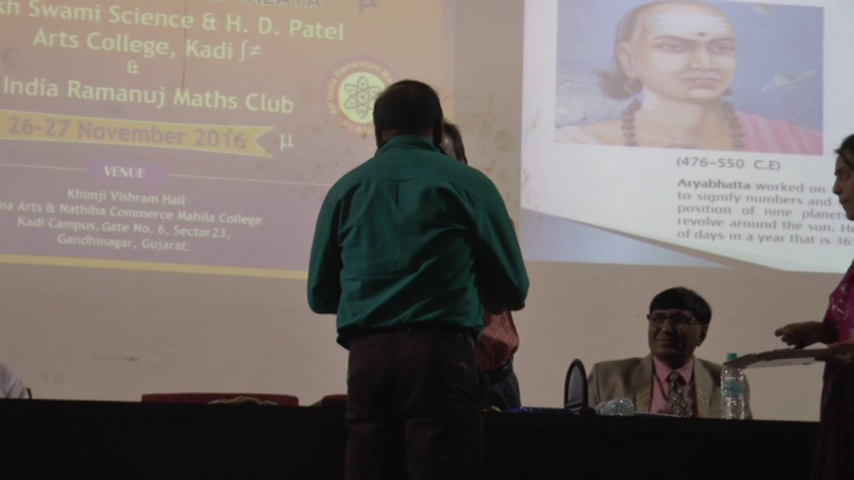 Swami Science & H. D. Patel
Arts College, Kadi ∫≠
&
India Ramanuj Maths Club
26-27 November 2016 μ
VENUE
Khimji Vishram Hall
Arts & Nathiba Commerce Mahila College
Kadi Campus, Gate No. 6, Sector23,
Gandhinagar, Gujarat.
(476–550 C.E)
Aryabhatta worked on
to signify numbers and
position of nine planets
revolve around the sun.
of days in a year that is 365